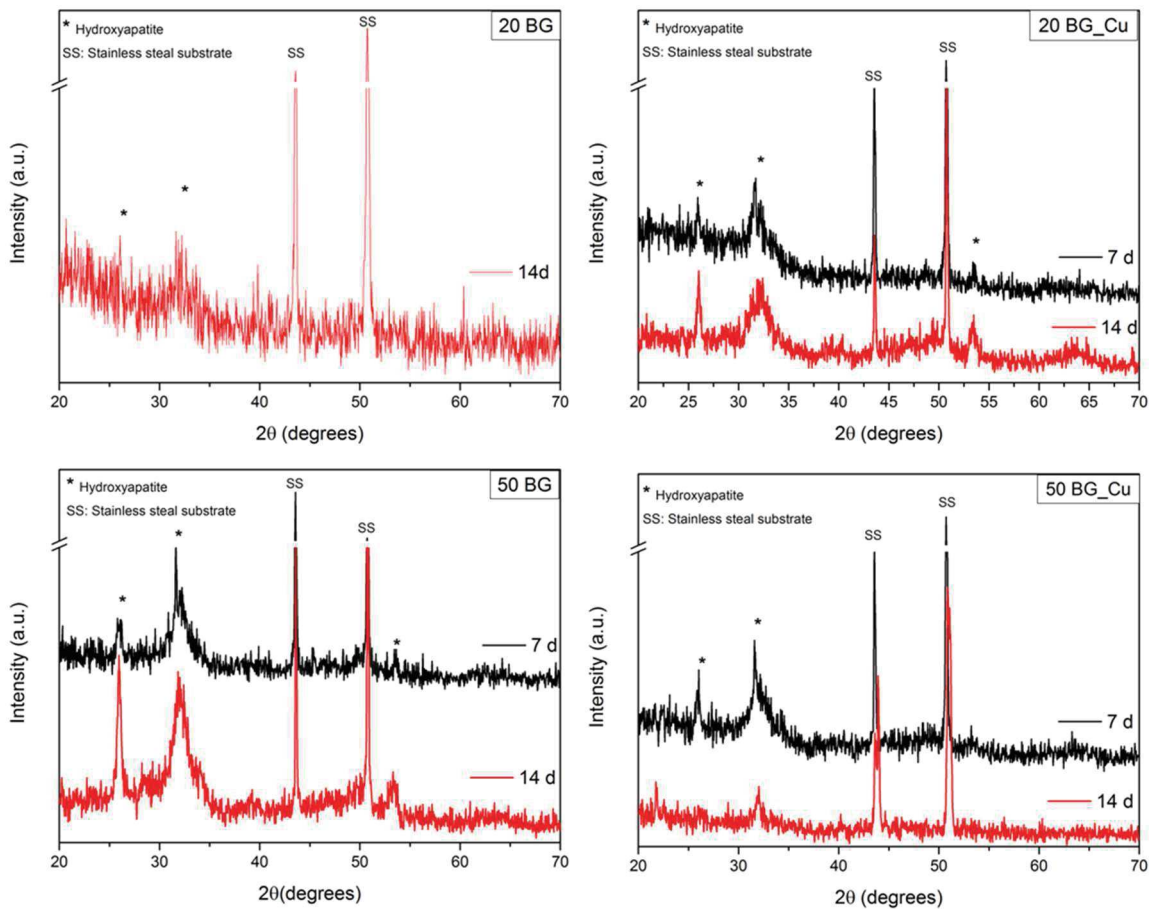 * Hydroxyapatite
SS: Stainless steal substrate
20 BG
SS
SS
*
*
14d
Intensity (a.u.)
20 30 40 50 60 70
2θ (degrees)
* Hydroxyapatite
SS: Stainless steal substrate
20 BG_Cu
SS
SS
*
*
*
7 d
14 d
Intensity (a.u.)
20 25 30 35 40 45 50 55 60 65 70
2θ (degrees)
* Hydroxyapatite
SS: Stainless steal substrate
50 BG
SS
SS
*
*
*
7 d
14 d
Intensity (a.u.)
20 30 40 50 60 70
2θ(degrees)
* Hydroxyapatite
SS: Stainless steal substrate
50 BG_Cu
SS
SS
*
*
7 d
14 d
Intensity (a.u.)
20 30 40 50 60 70
2θ (degrees)